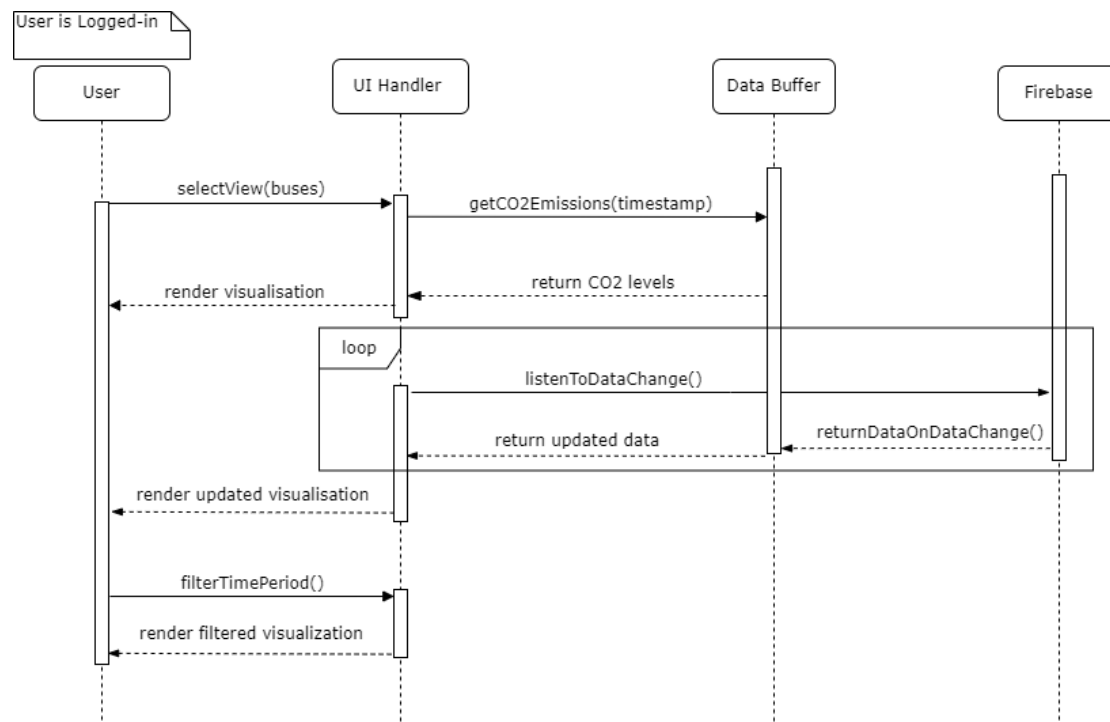 User is Logged-in
User
UI Handler
Data Buffer
Firebase
selectView(buses)
getCO2Emissions(timestamp)
return CO2 levels
render visualisation
loop
listenToDataChange()
returnDataOnDataChange()
return updated data
render updated visualisation
filterTimePeriod()
render filtered visualization